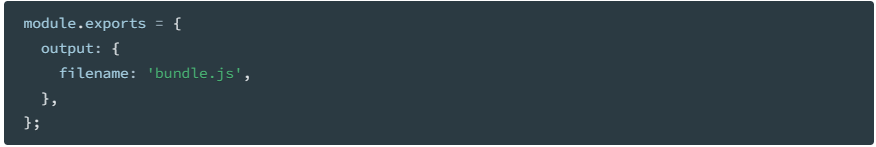 module.exports = {
  output: {
    filename: 'bundle.js',
  },
};